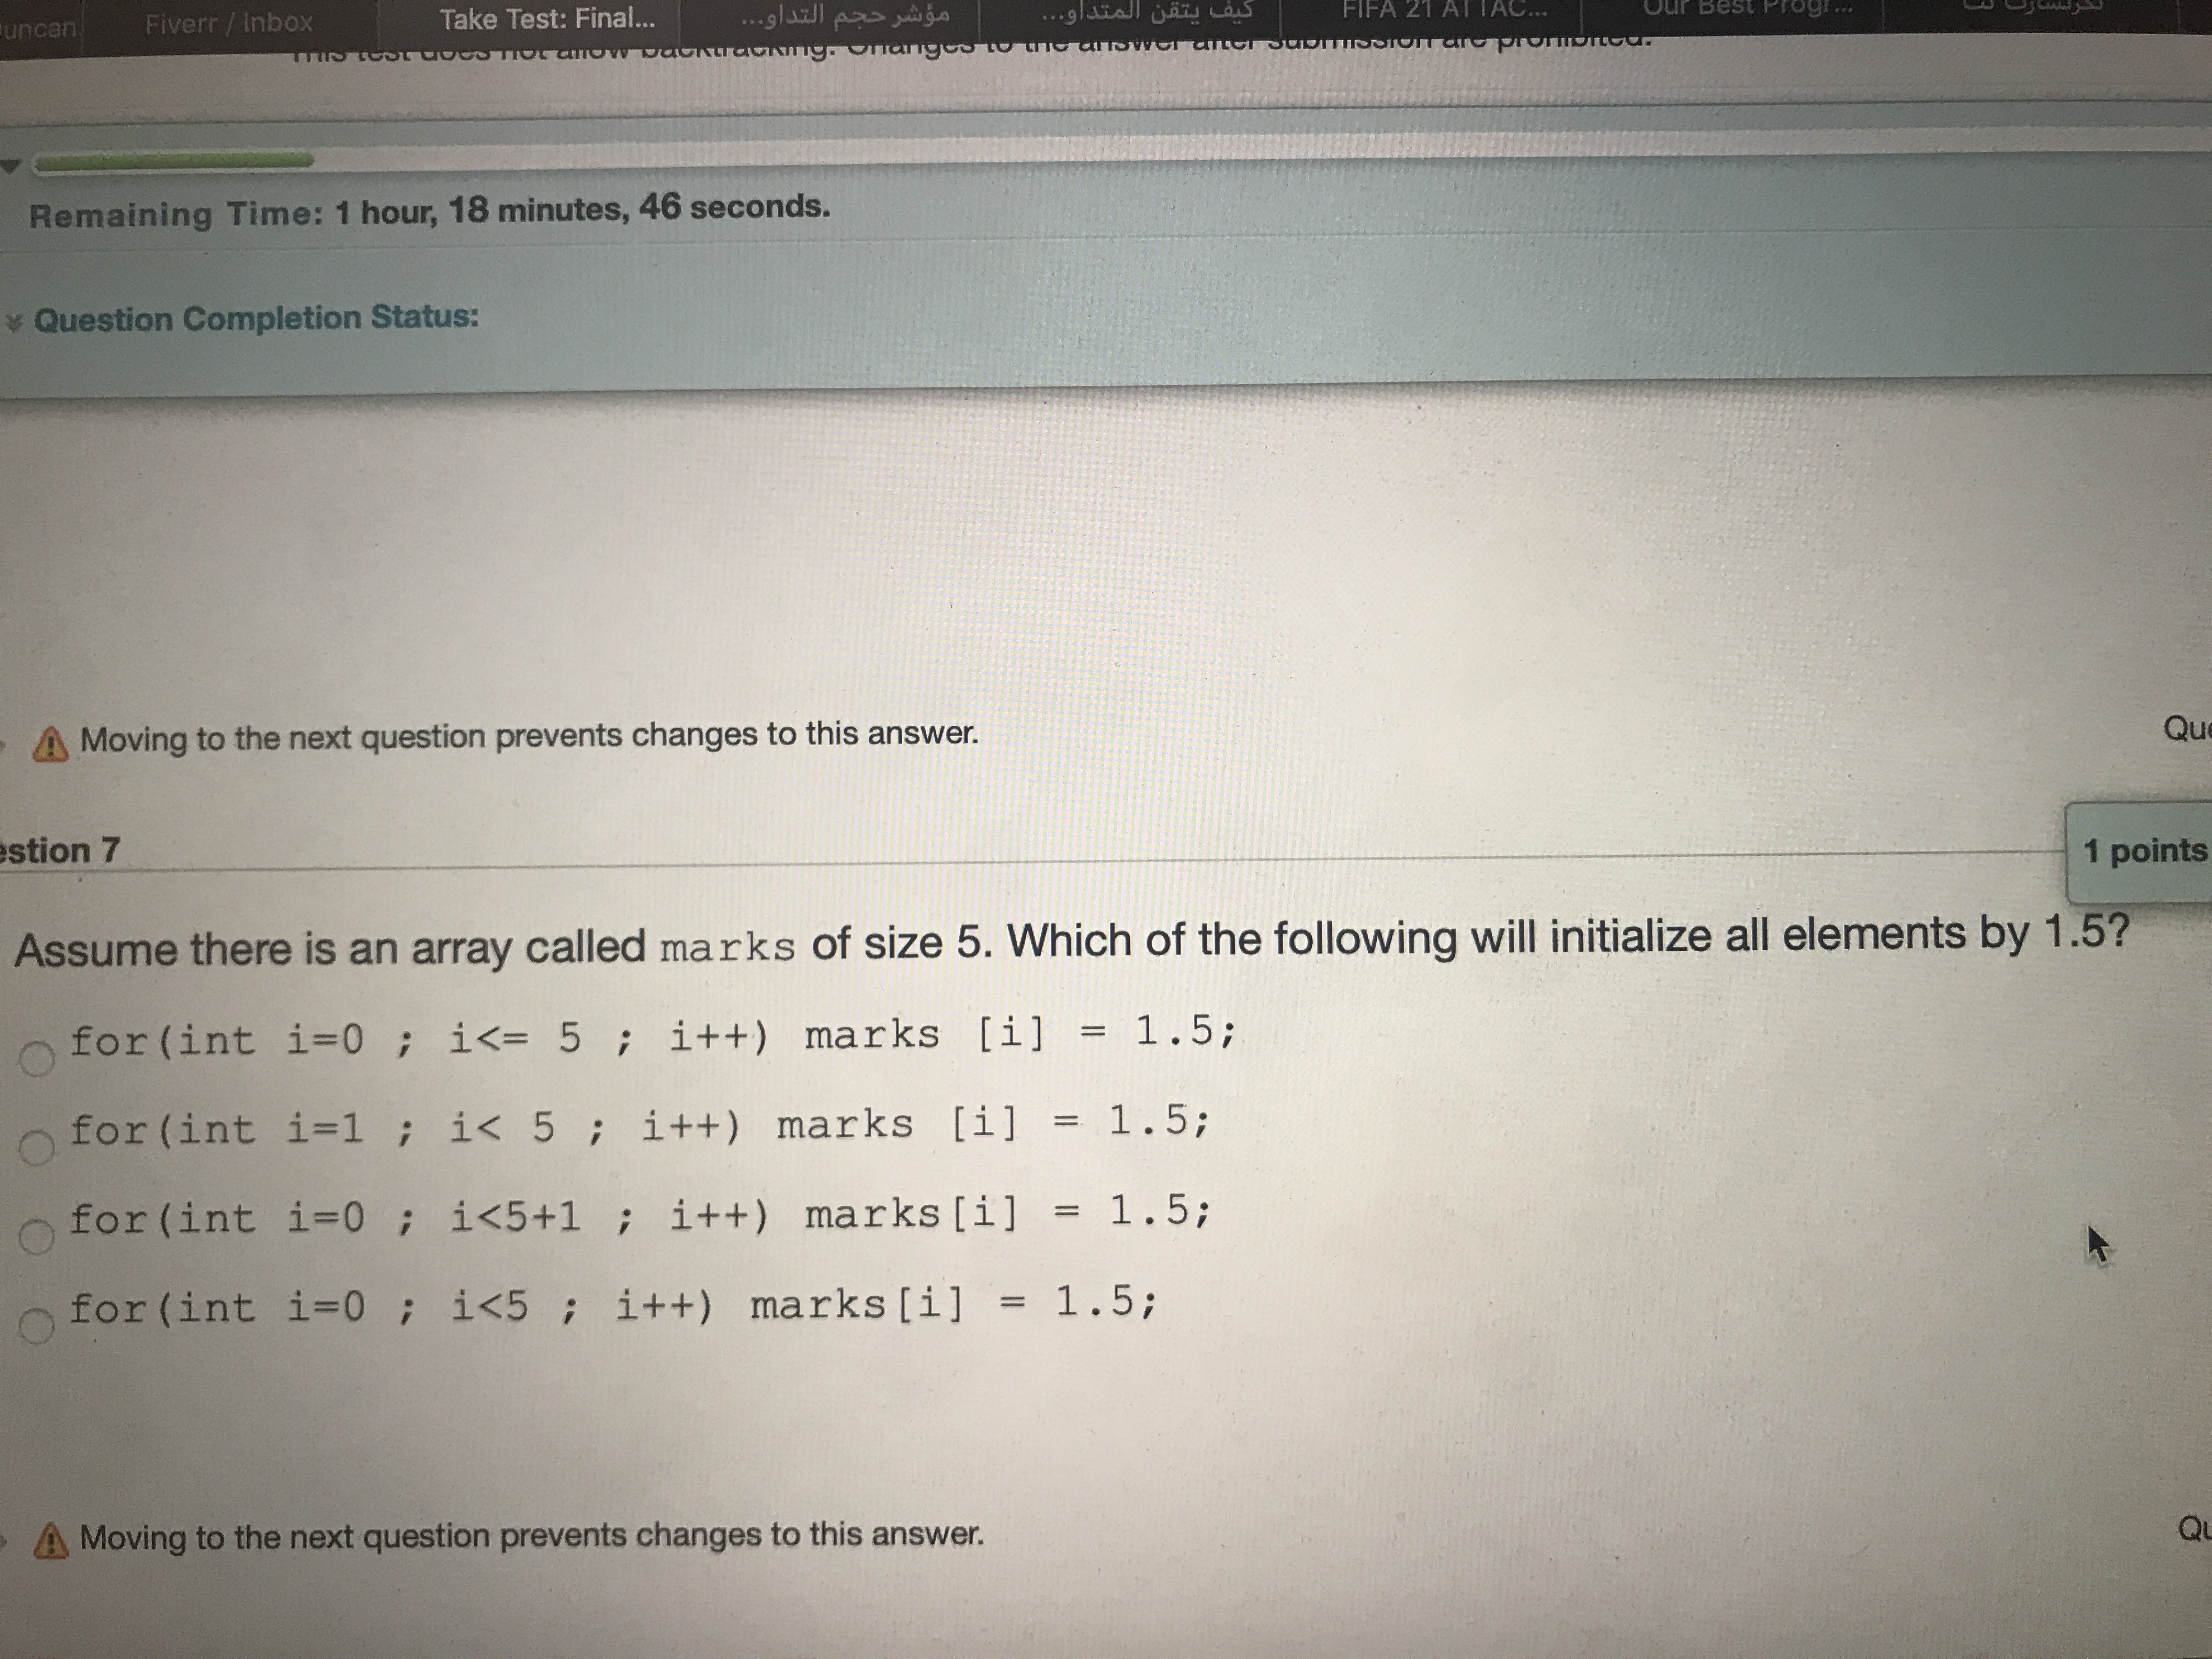 uncan
Fiverr / Inbox
Take Test: Final...
مؤشر حجم التداو...
كيف يتقن المتداو...
FIFA 21 ATTAC...
Our Best Progr...
This test does not allow backtracking. Changes to the answer after submission are prohibited.
Remaining Time: 1 hour, 18 minutes, 46 seconds.
Question Completion Status:
Moving to the next question prevents changes to this answer.
Que
estion 7
1 points
Assume there is an array called marks of size 5. Which of the following will initialize all elements by 1.5?
for(int i=0 ; i<= 5 ; i++) marks [i] = 1.5;
for(int i=1 ; i< 5 ; i++) marks [i] = 1.5;
for(int i=0 ; i<5+1 ; i++) marks[i] = 1.5;
for(int i=0 ; i<5 ; i++) marks[i] = 1.5;
Moving to the next question prevents changes to this answer.
Qu